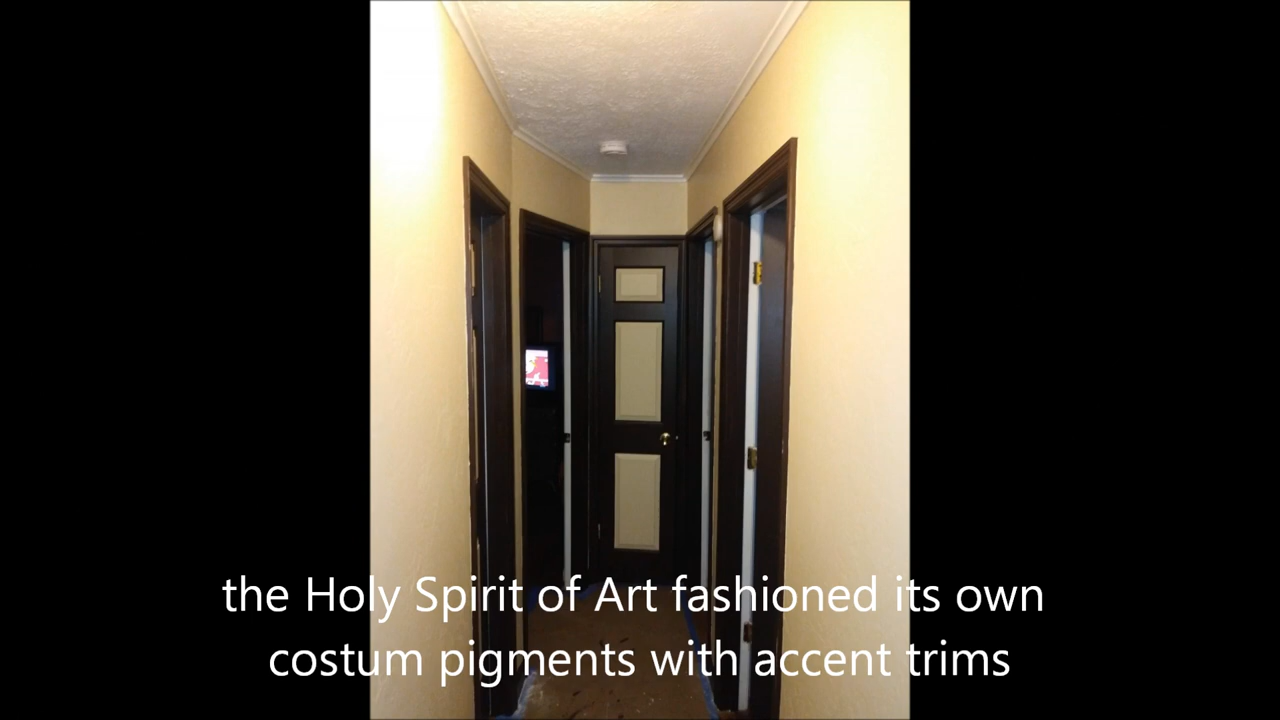 the Holy Spirit of Art fashioned its own
costum pigments with accent trims